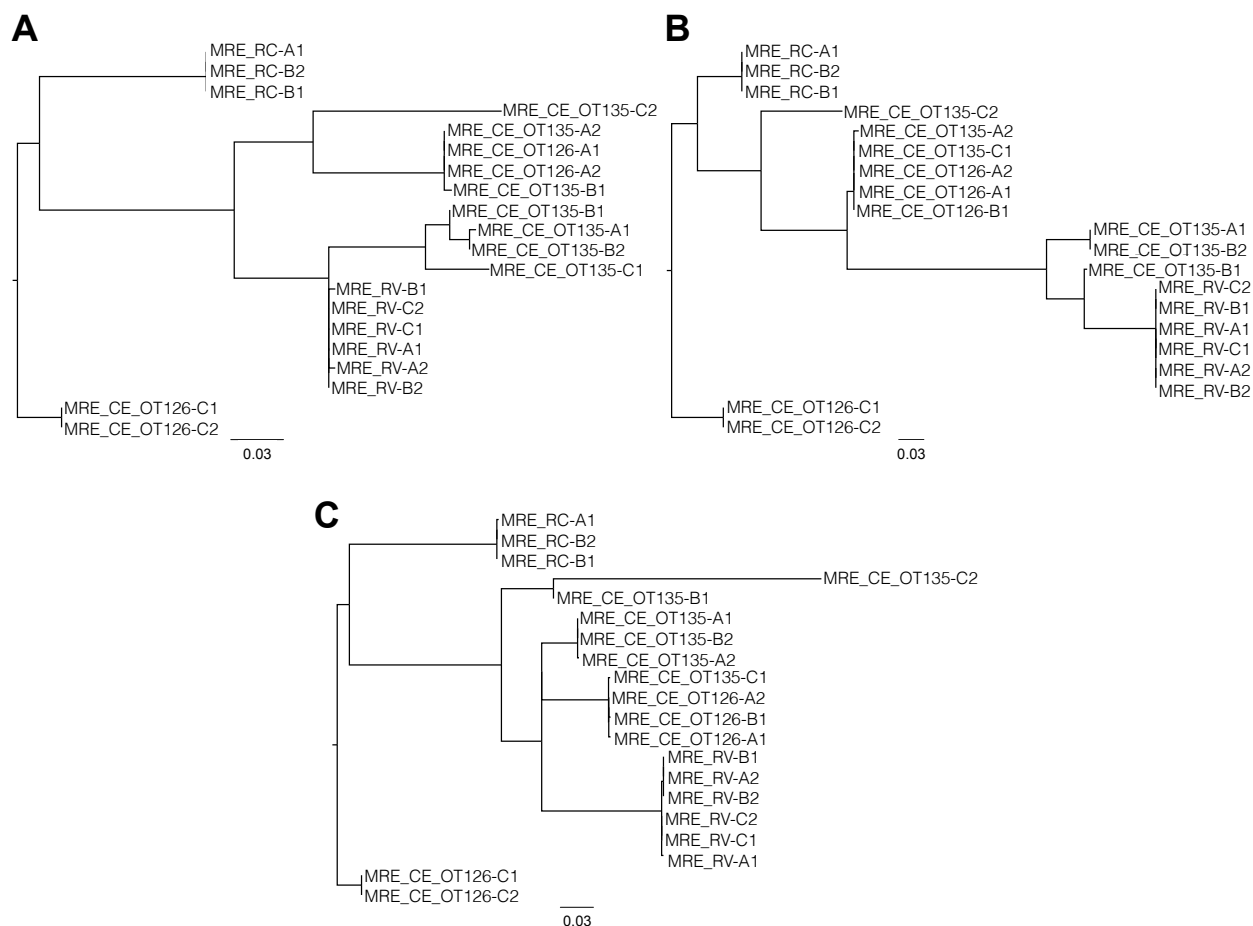 A
MRE_RC-A1
MRE_RC-B2
MRE_RC-B1
MRE_CE_OT135-C2
MRE_CE_OT135-A2
MRE_CE_OT126-A1
MRE_CE_OT126-A2
MRE_CE_OT135-B1
MRE_CE_OT135-B1
MRE_CE_OT135-A1
MRE_CE_OT135-B2
MRE_CE_OT135-C1
MRE_RV-B1
MRE_RV-C2
MRE_RV-C1
MRE_RV-A1
MRE_RV-A2
MRE_RV-B2
MRE_CE_OT126-C1
MRE_CE_OT126-C2
0.03
B
MRE_RC-A1
MRE_RC-B2
MRE_RC-B1
MRE_CE_OT135-C2
MRE_CE_OT135-A2
MRE_CE_OT135-C1
MRE_CE_OT126-A2
MRE_CE_OT126-A1
MRE_CE_OT126-B1
MRE_CE_OT135-A1
MRE_CE_OT135-B2
MRE_CE_OT135-B1
MRE_RV-C2
MRE_RV-B1
MRE_RV-A1
MRE_RV-C1
MRE_RV-A2
MRE_RV-B2
MRE_CE_OT126-C1
MRE_CE_OT126-C2
0.03
C
MRE_RC-A1
MRE_RC-B2
MRE_RC-B1
MRE_CE_OT135-C2
MRE_CE_OT135-B1
MRE_CE_OT135-A1
MRE_CE_OT135-B2
MRE_CE_OT135-A2
MRE_CE_OT135-C1
MRE_CE_OT126-A2
MRE_CE_OT126-B1
MRE_CE_OT126-A1
MRE_RV-B1
MRE_RV-A2
MRE_RV-B2
MRE_RV-C2
MRE_RV-C1
MRE_RV-A1
MRE_CE_OT126-C1
MRE_CE_OT126-C2
0.03